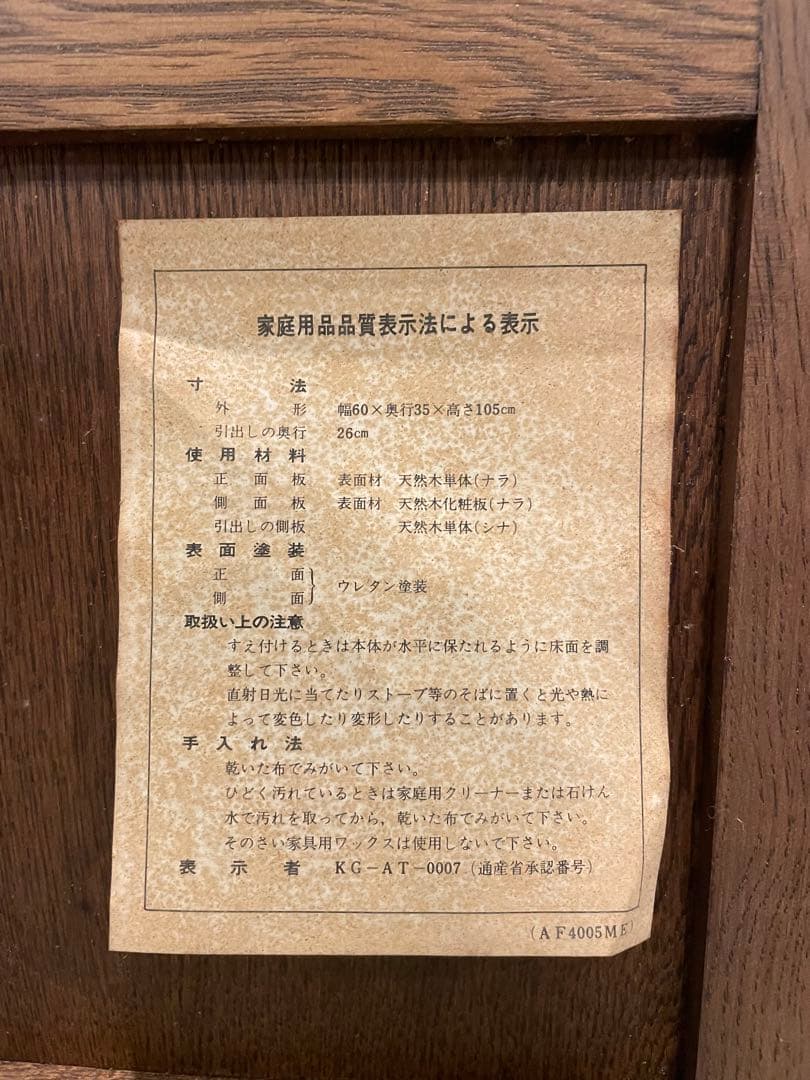 家庭用品品質表示法による表示
寸法
外形 幅60×奥行35×高さ105cm
引出しの奥行 26cm
使用材料
正面板 表面材 天然木単体(ナラ)
側面板 表面材 天然木化粧板(ナラ)
引出しの側板 天然木単体(シナ)
表面塗装
正面
側面 } ウレタン塗装
取扱い上の注意
すえ付けるときは本体が水平に保たれるように床面を調
整して下さい。
直射日光に当てたりストーブ等のそばに置くと光や熱に
よって変色したり変形したりすることがあります。
手入れ法
乾いた布でみがいて下さい。
ひどく汚れているときは家庭用クリーナーまたは石けん
水で汚れを取ってから,乾いた布でみがいて下さい。
そのさい家具用ワックスは使用しないで下さい。
表示者 KG-AT-0007(通産省承認番号)
(AF4005ME)